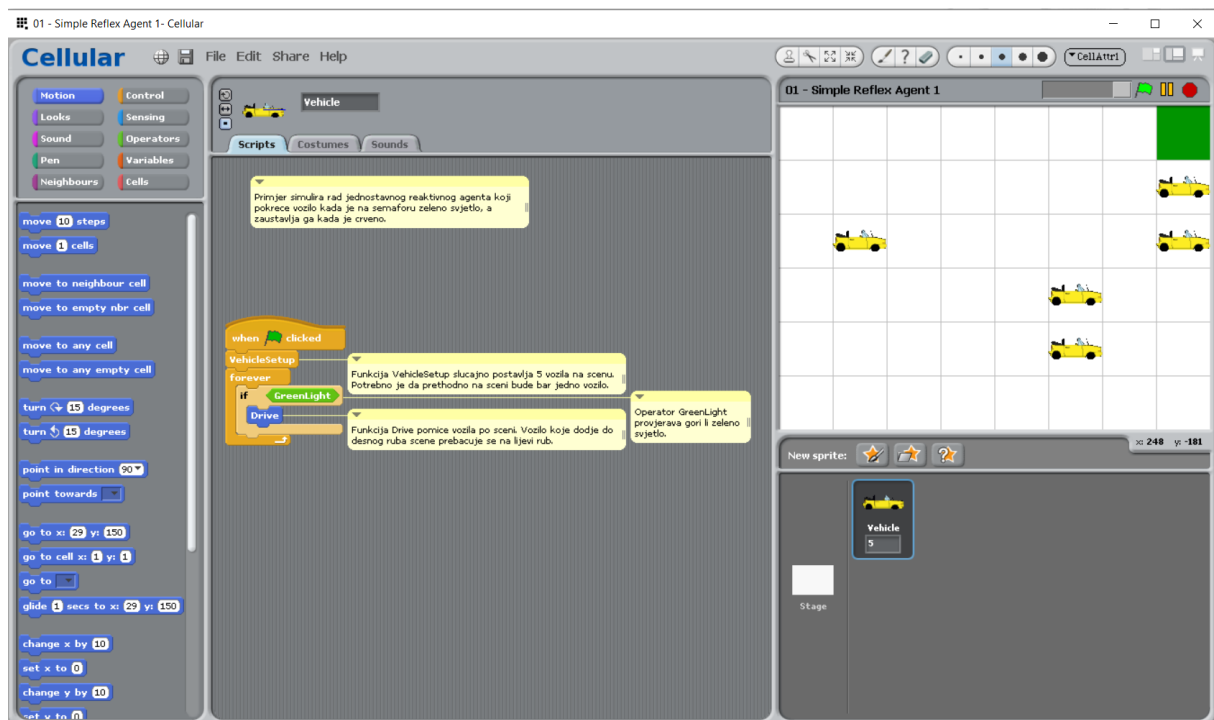 01 - Simple Reflex Agent 1- Cellular
Cellular
File Edit Share Help
CellAttr1
Motion
Control
Looks
Sensing
Sound
Operators
Pen
Variables
Neighbours
Cells
move 10 steps
move 1 cells
move to neighbour cell
move to empty nbr cell
move to any cell
move to any empty cell
turn 15 degrees
turn 15 degrees
point in direction 90
point towards
go to x: 29 y: 150
go to cell x: 1 y: 1
go to
glide 1 secs to x: 29 y: 150
change x by 10
set x to 0
change y by 10
set y to 0
Vehicle
Scripts
Costumes
Sounds
Primjer simulira rad jednostavnog reaktivnog agenta koji
pokrece vozilo kada je na semaforu zeleno svjetlo, a
zaustavlja ga kada je crveno.
when clicked
VehicleSetup
forever
if GreenLight
Drive
Funkcija VehicleSetup slucajno postavlja 5 vozila na scenu.
Potrebno je da prethodno na sceni bude bar jedno vozilo.
Funkcija Drive pomice vozila po sceni. Vozilo koje dodje do
desnog ruba scene prebacuje se na lijevi rub.
Operator GreenLight
provjerava gori li zeleno
svjetlo.
01 - Simple Reflex Agent 1
x: 248 y: -181
New sprite:
Vehicle
5
Stage